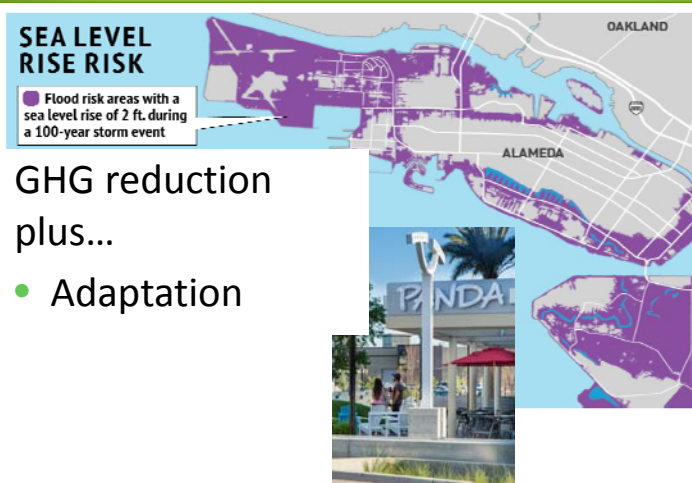 SEA LEVEL
RISE RISK
Flood risk areas with a
sea level rise of 2 ft. during
a 100-year storm event
OAKLAND
ALAMEDA
GHG reduction
plus...
• Adaptation
PANDA